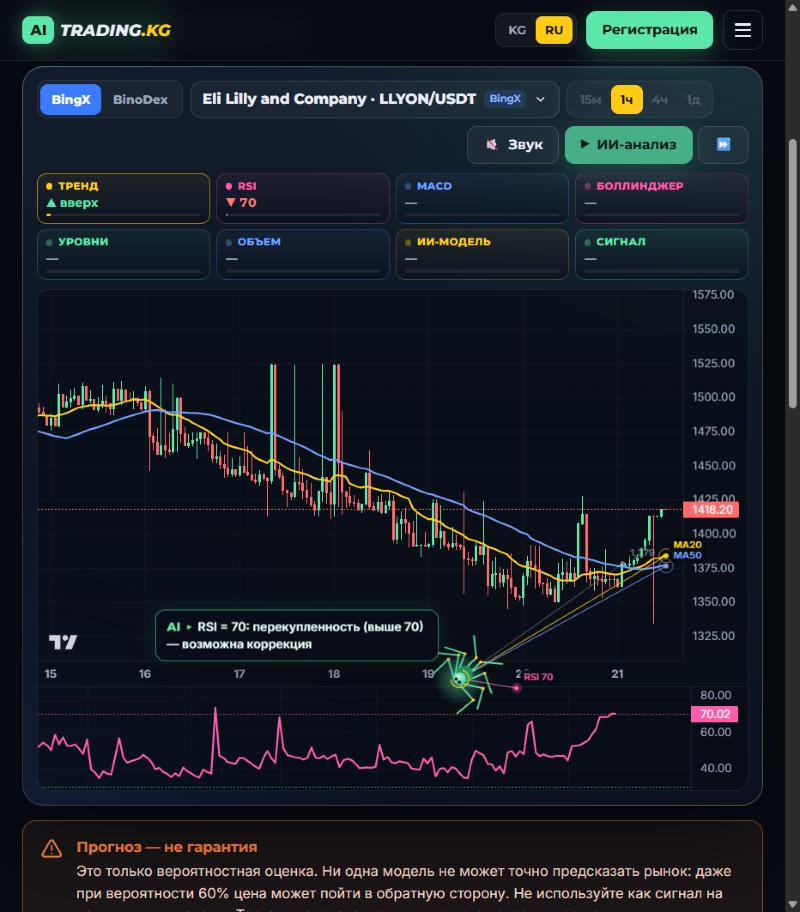 AI TRADING.KG
KG RU
Регистрация
BingX BinoDex
Eli Lilly and Company · LLYON/USDT BingX
15м 1ч 4ч 1д
Звук
ИИ-анализ
ТРЕНД
▲ вверх
RSI
▼ 70
MACD
—
БОЛЛИНДЖЕР
—
УРОВНИ
—
ОБЪЕМ
—
ИИ-МОДЕЛЬ
—
СИГНАЛ
—
1575.00
1550.00
1525.00
1500.00
1475.00
1450.00
1425.00
1418.20
1400.00
MA20
MA50
1375.00
1350.00
1325.00
AI ▸ RSI = 70: перекупленность (выше 70)
— возможна коррекция
15 16 17 18 19 21
RSI 70
80.00
70.02
60.00
40.00
Прогноз — не гарантия
Это только вероятностная оценка. Ни одна модель не может точно предсказать рынок: даже
при вероятности 60% цена может пойти в обратную сторону. Не используйте как сигнал на